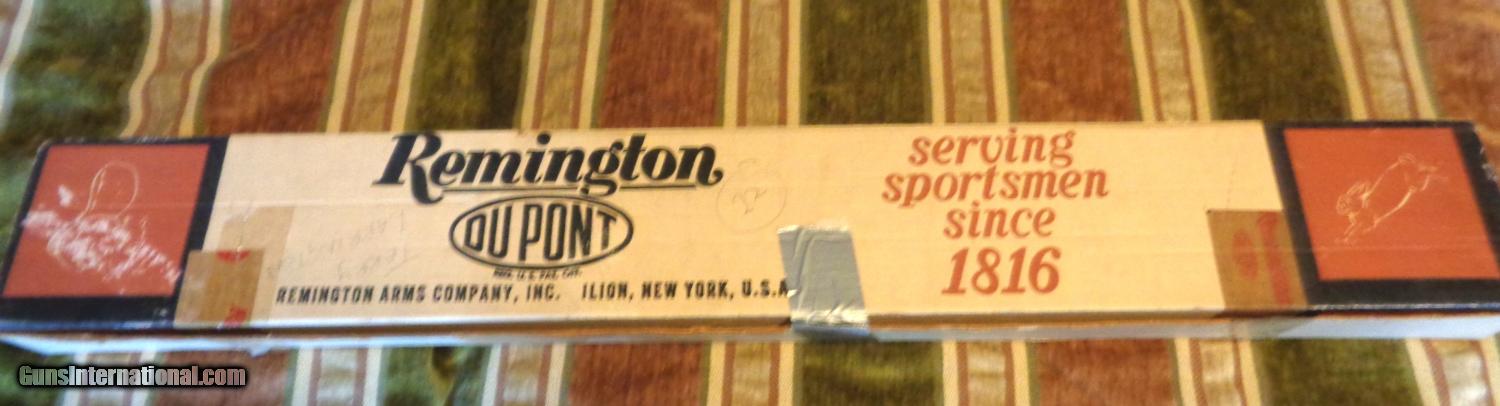 Remington
DU PONT
REG. U.S. PAT. OFF.
REMINGTON ARMS COMPANY, INC. ILION, NEW YORK, U.S.A
serving
sportsmen
since
1816
GunsInternational.com